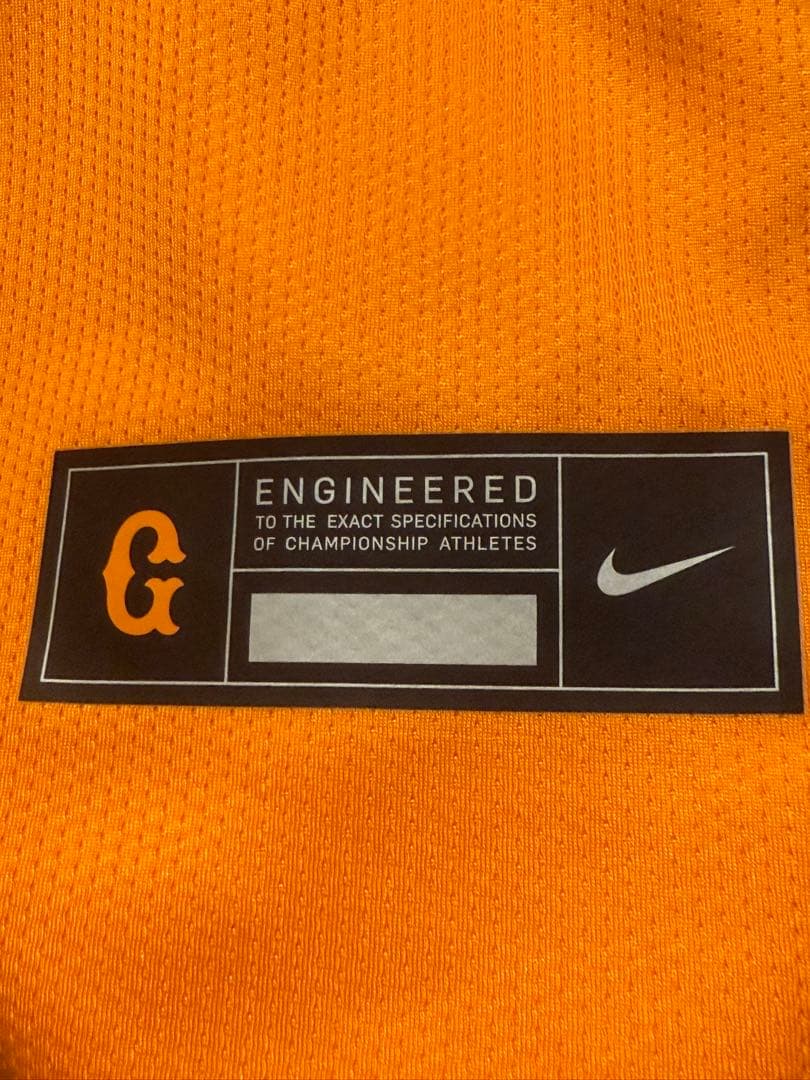 G
ENGINEERED
TO THE EXACT SPECIFICATIONS
OF CHAMPIONSHIP ATHLETES